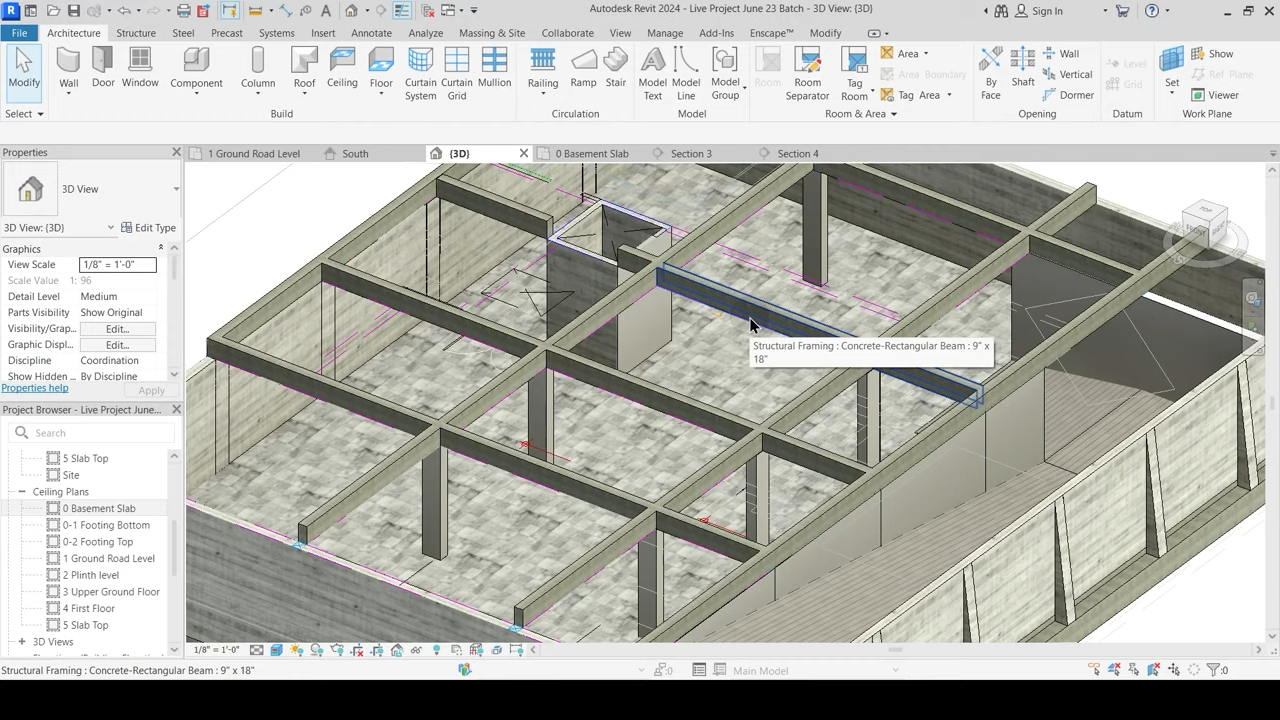 Autodesk Revit 2024 - Live Project June 23 Batch - 3D View: {3D}
Sign In
File Architecture Structure Steel Precast Systems Insert Annotate Analyze Massing & Site Collaborate View Manage Add-Ins Enscape™ Modify
Modify Wall Door Window Component Column Roof Ceiling Floor Curtain System Curtain Grid Mullion Railing Ramp Stair Model Text Model Line Model Group Room Room Separator Tag Room By Face Shaft Set
Area Wall Level Show
Area Boundary Vertical Grid Ref Plane
Tag Area Dormer Viewer
Select Build Circulation Model Room & Area Opening Datum Work Plane
Properties
1 Ground Road Level South {3D} 0 Basement Slab Section 3 Section 4
3D View
3D View: {3D} Edit Type
Graphics
View Scale 1/8" = 1'-0"
Scale Value 1: 96
Detail Level Medium
Parts Visibility Show Original
Visibility/Grap... Edit...
Graphic Displ... Edit...
Discipline Coordination
Show Hidden ... By Discipline
Properties help Apply
Project Browser - Live Project June...
Search
5 Slab Top
Site
Ceiling Plans
0 Basement Slab
0-1 Footing Bottom
0-2 Footing Top
1 Ground Road Level
2 Plinth level
3 Upper Ground Floor
4 First Floor
5 Slab Top
3D Views
TOP
FRONT
Structural Framing : Concrete-Rectangular Beam : 9" x
18"
1/8" = 1'-0"
Structural Framing : Concrete-Rectangular Beam : 9" x 18"
:0 Main Model :0